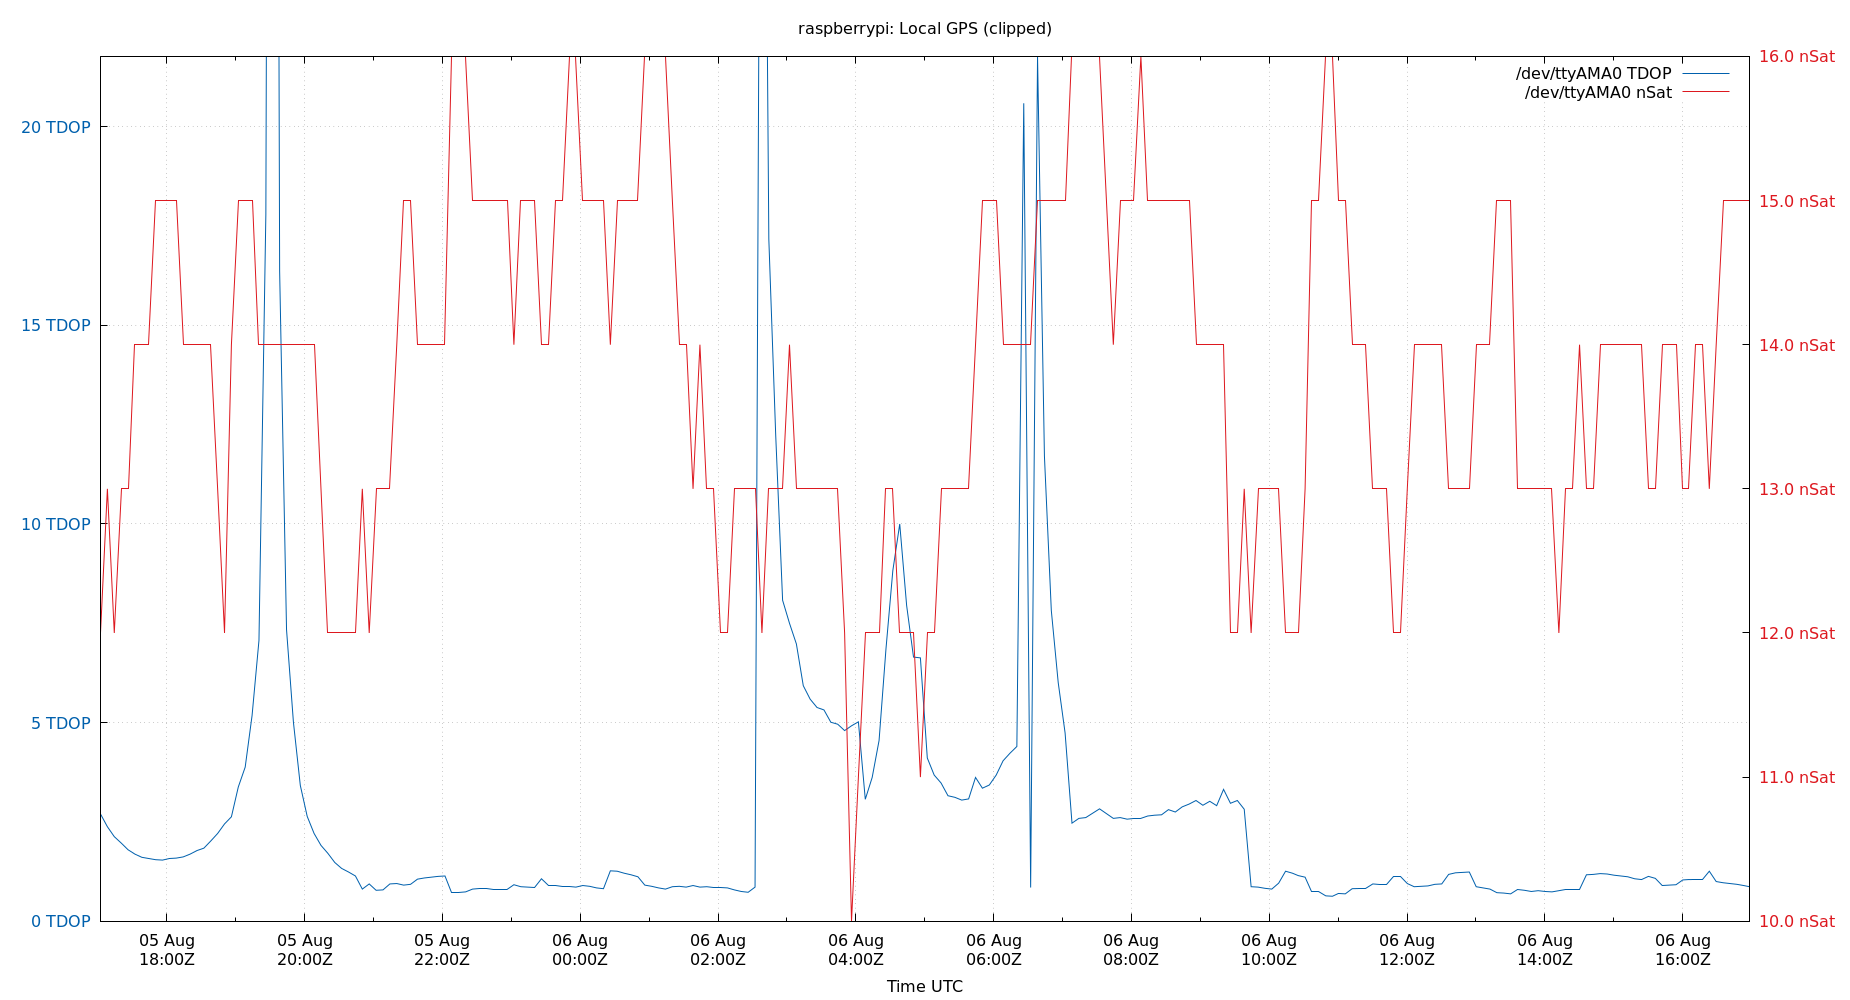 raspberrypi: Local GPS (clipped)
/dev/ttyAMA0 TDOP
/dev/ttyAMA0 nSat
20 TDOP
15 TDOP
10 TDOP
5 TDOP
0 TDOP
16.0 nSat
15.0 nSat
14.0 nSat
13.0 nSat
12.0 nSat
11.0 nSat
10.0 nSat
05 Aug 05 Aug 05 Aug 06 Aug 06 Aug 06 Aug 06 Aug 06 Aug 06 Aug 06 Aug 06 Aug 06 Aug
18:00Z 20:00Z 22:00Z 00:00Z 02:00Z 04:00Z 06:00Z 08:00Z 10:00Z 12:00Z 14:00Z 16:00Z
Time UTC